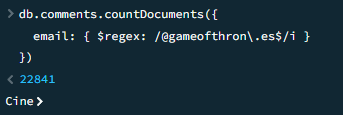 > db.comments.countDocuments({
email: { $regex: /@gameofthron\.es$/i }
})
< 22841
Cine>